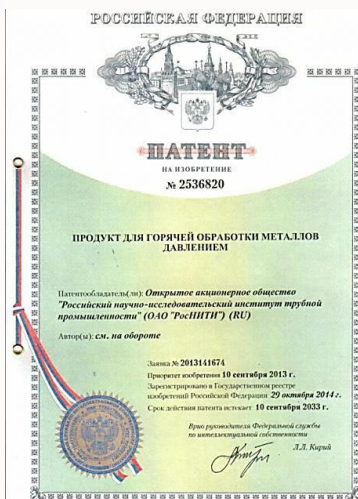 РОССИЙСКАЯ ФЕДЕРАЦИЯ
ПАТЕНТ
НА ИЗОБРЕТЕНИЕ
№ 2536820
ПРОДУКТ ДЛЯ ГОРЯЧЕЙ ОБРАБОТКИ МЕТАЛЛОВ
ДАВЛЕНИЕМ
Патентообладатель(ли): Открытое акционерное общество
"Российский научно-исследовательский институт трубной
промышленности" (ОАО "РосНИТИ") (RU)
Автор(ы): см. на обороте
Заявка № 2013141674
Приоритет изобретения 10 сентября 2013 г.
Зарегистрировано в Государственном реестре
изобретений Российской Федерации 29 октября 2014 г.
Срок действия патента истекает 10 сентября 2033 г.
Врио руководителя Федеральной службы
по интеллектуальной собственности
Л.Л. Кирий